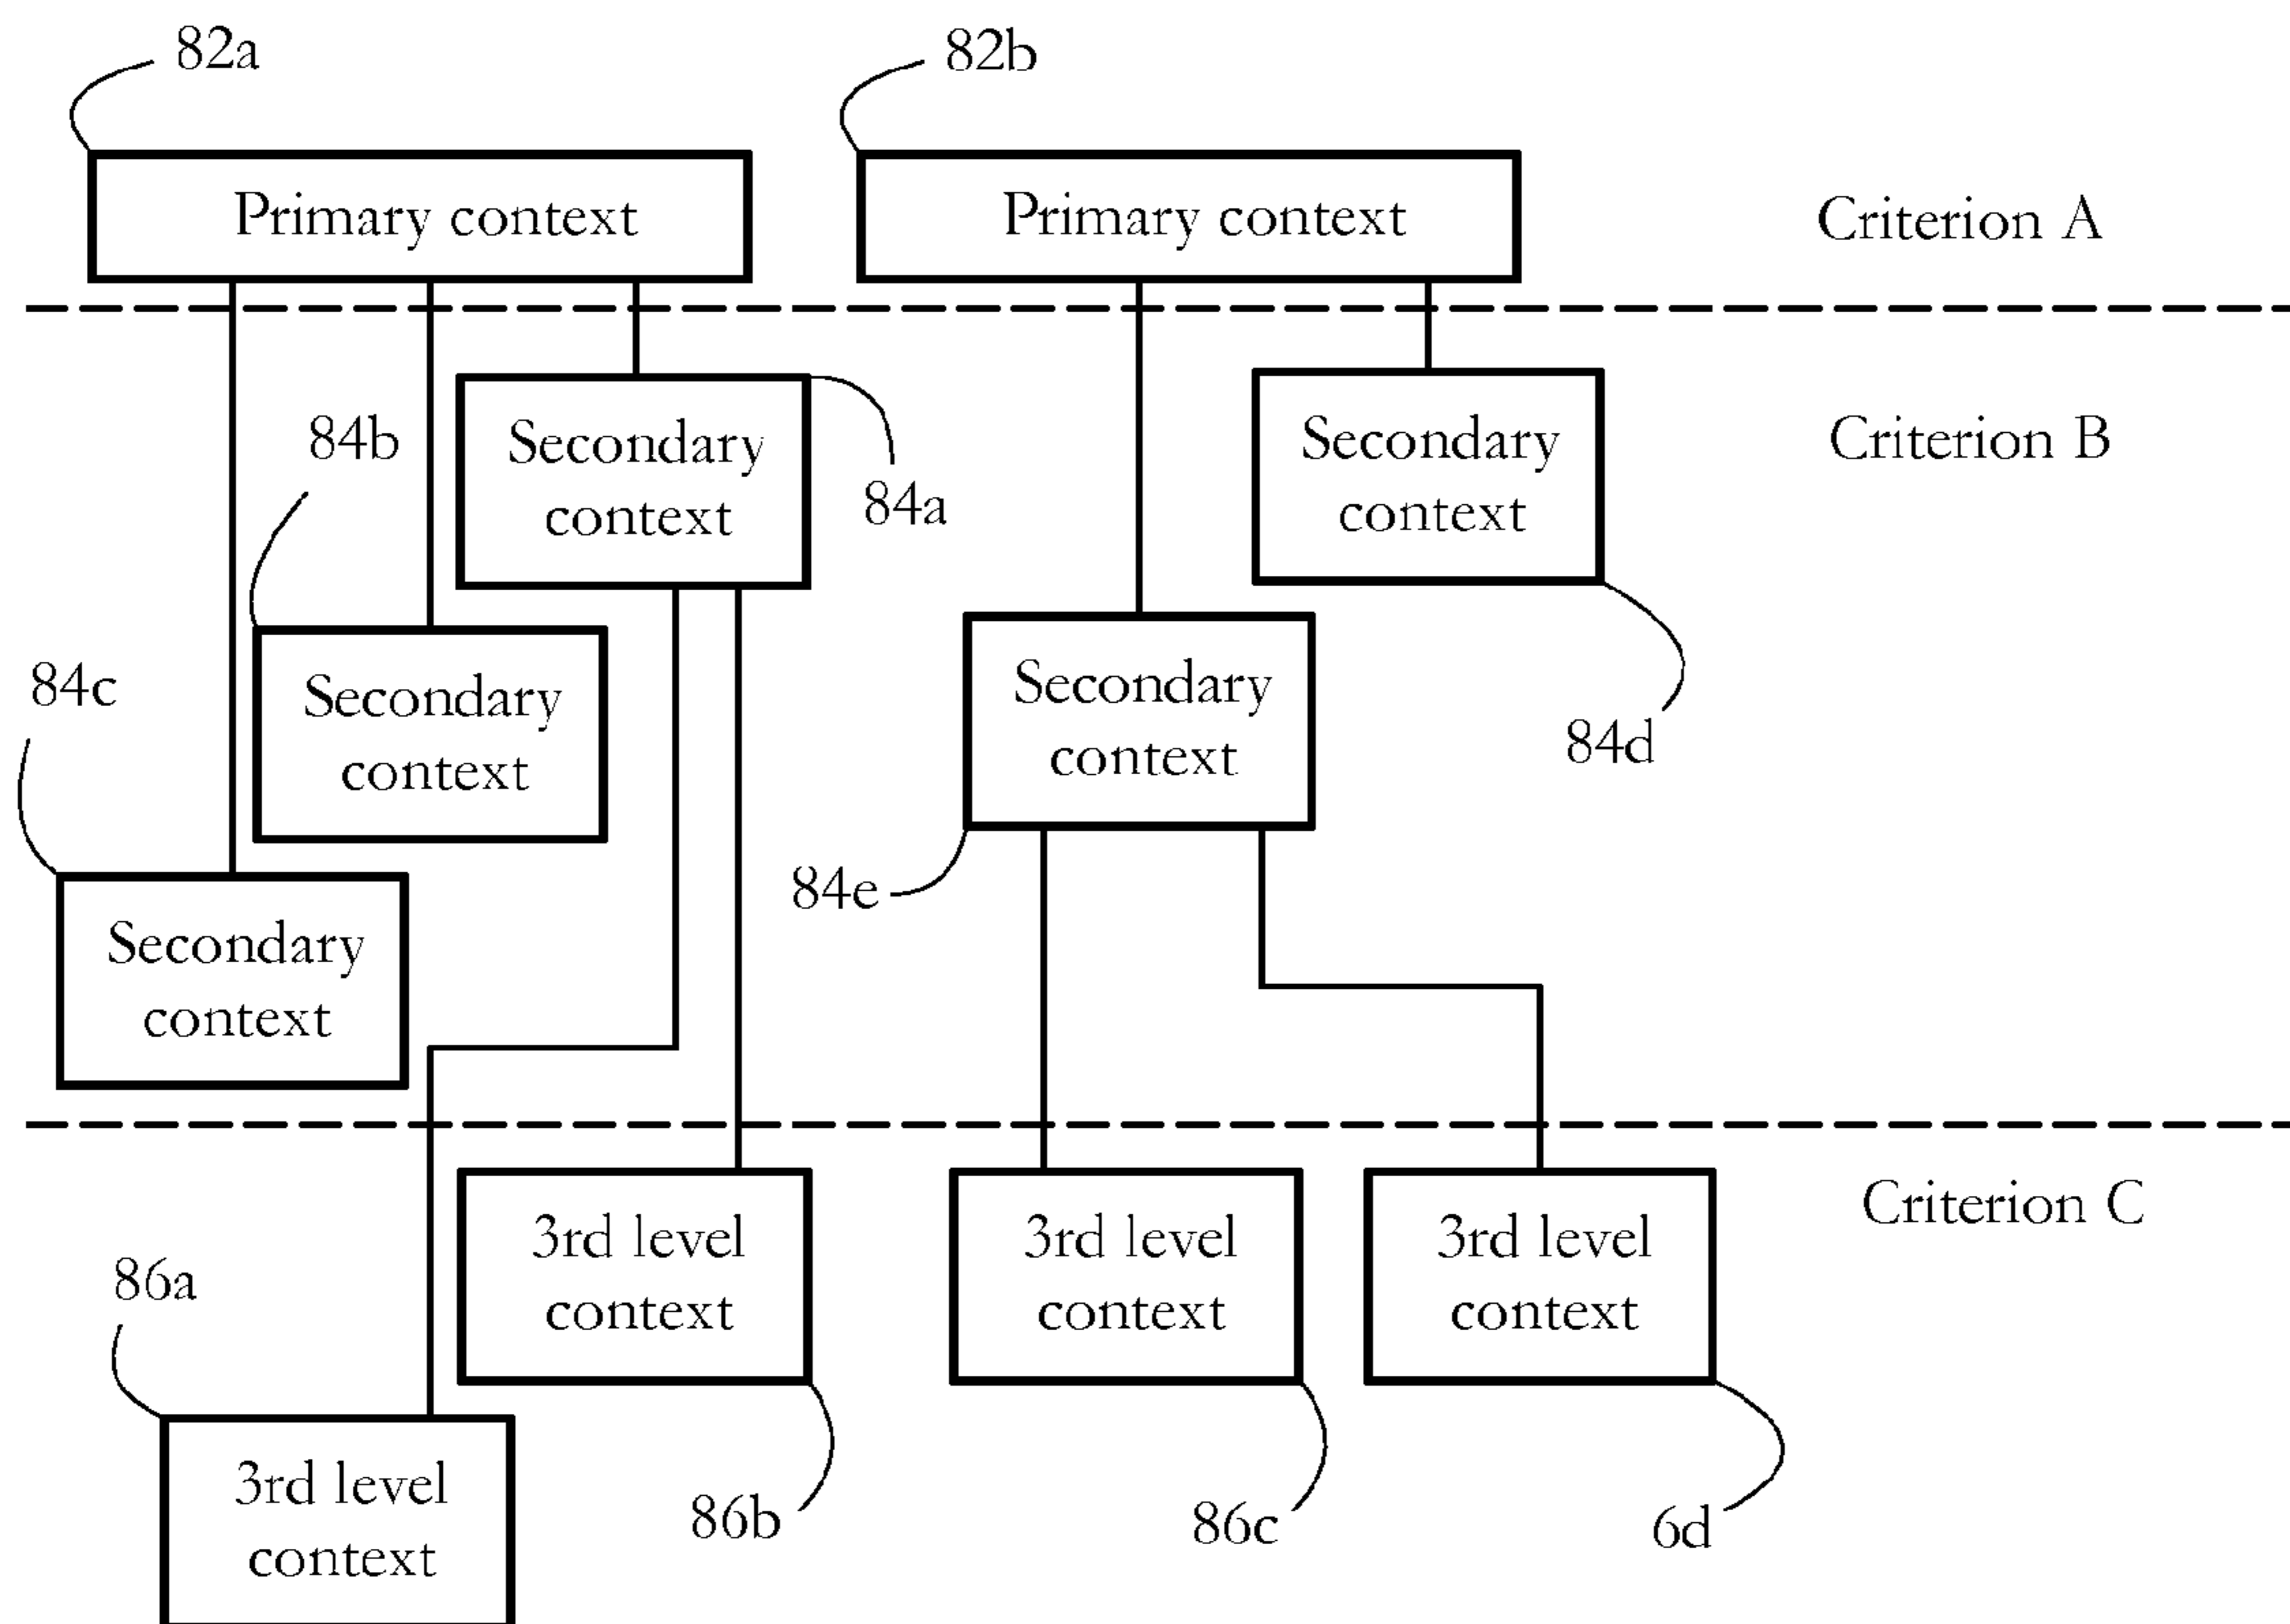 82a
82b
Primary context
Primary context
Criterion A
84b
Secondary
context
84a
Secondary
context
Criterion B
84c
Secondary
context
Secondary
context
84d
84e
Secondary
context
86a
3rd level
context
3rd level
context
3rd level
context
Criterion C
3rd level
context
86b
86c
6d